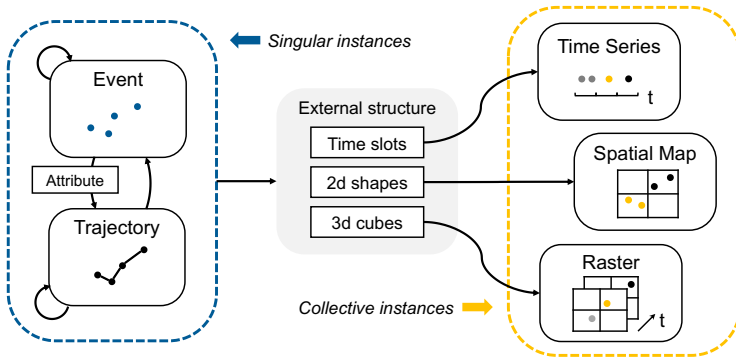 Singular instances
Event
Attribute
Trajectory
External structure
Time slots
2d shapes
3d cubes
Time Series
t
Spatial Map
Raster
t
Collective instances